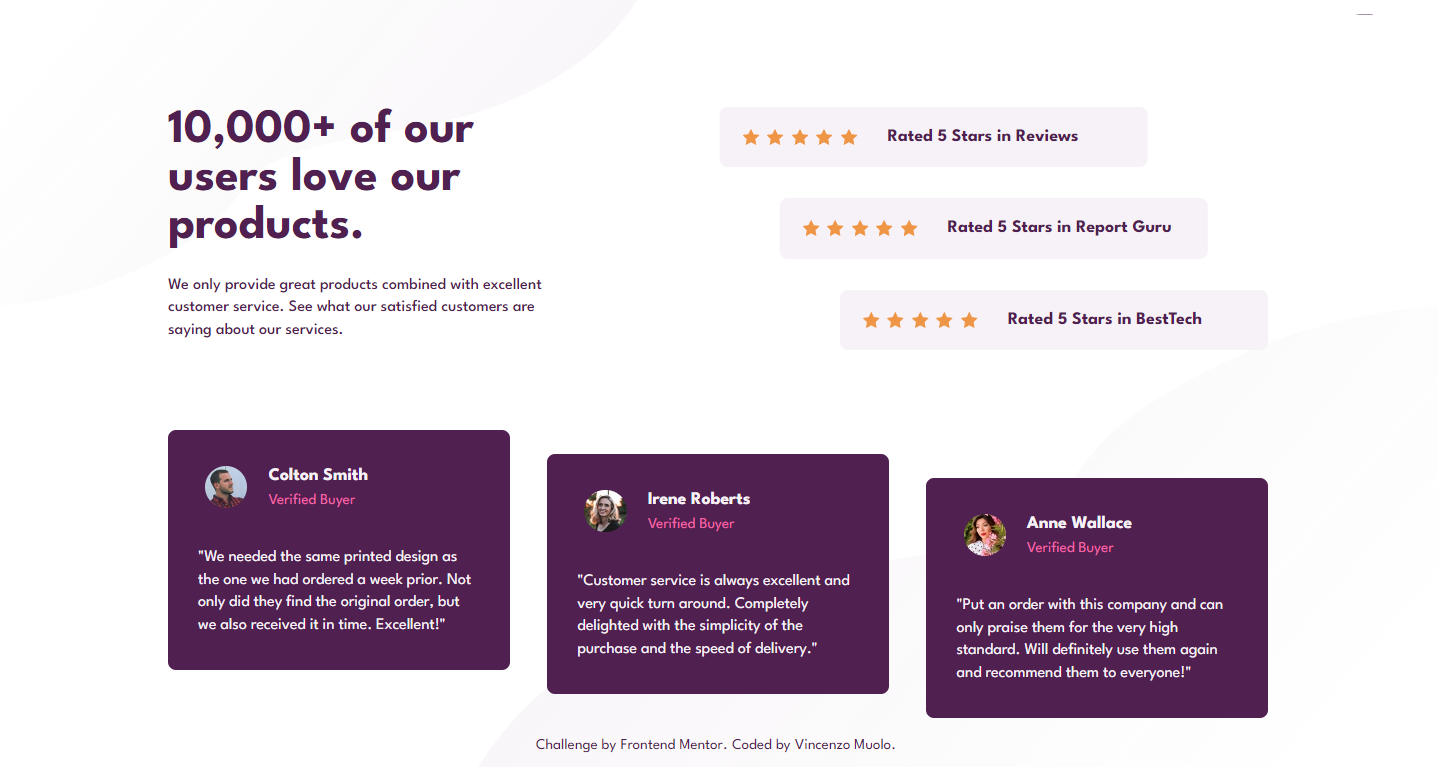 10,000+ of our
users love our
products.
We only provide great products combined with excellent
customer service. See what our satisfied customers are
saying about our services.
Rated 5 Stars in Reviews
Rated 5 Stars in Report Guru
Rated 5 Stars in BestTech
Colton Smith
Verified Buyer
"We needed the same printed design as
the one we had ordered a week prior. Not
only did they find the original order, but
we also received it in time. Excellent!"
Irene Roberts
Verified Buyer
"Customer service is always excellent and
very quick turn around. Completely
delighted with the simplicity of the
purchase and the speed of delivery."
Anne Wallace
Verified Buyer
"Put an order with this company and can
only praise them for the very high
standard. Will definitely use them again
and recommend them to everyone!"
Challenge by Frontend Mentor. Coded by Vincenzo Muolo.